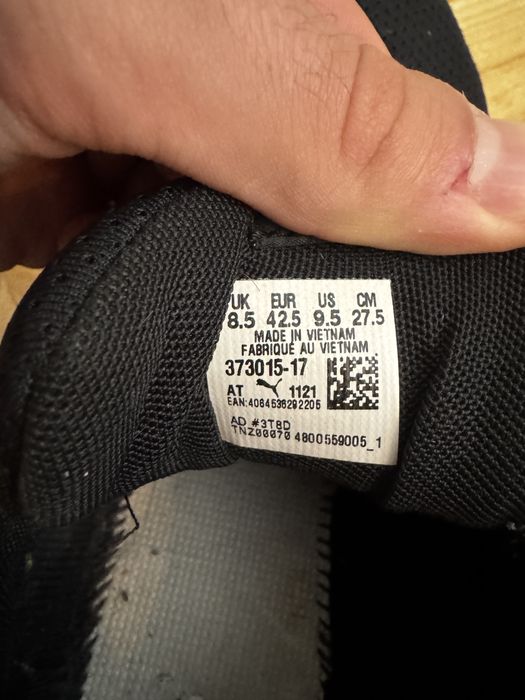 UK EUR US CM
8.5 42.5 9.5 27.5
MADE IN VIETNAM
FABRIQUÉ AU VIETNAM
373015-17
AT 1121
EAN:4064536292205
AD #3T8D
TNZ00070 4800559005_1